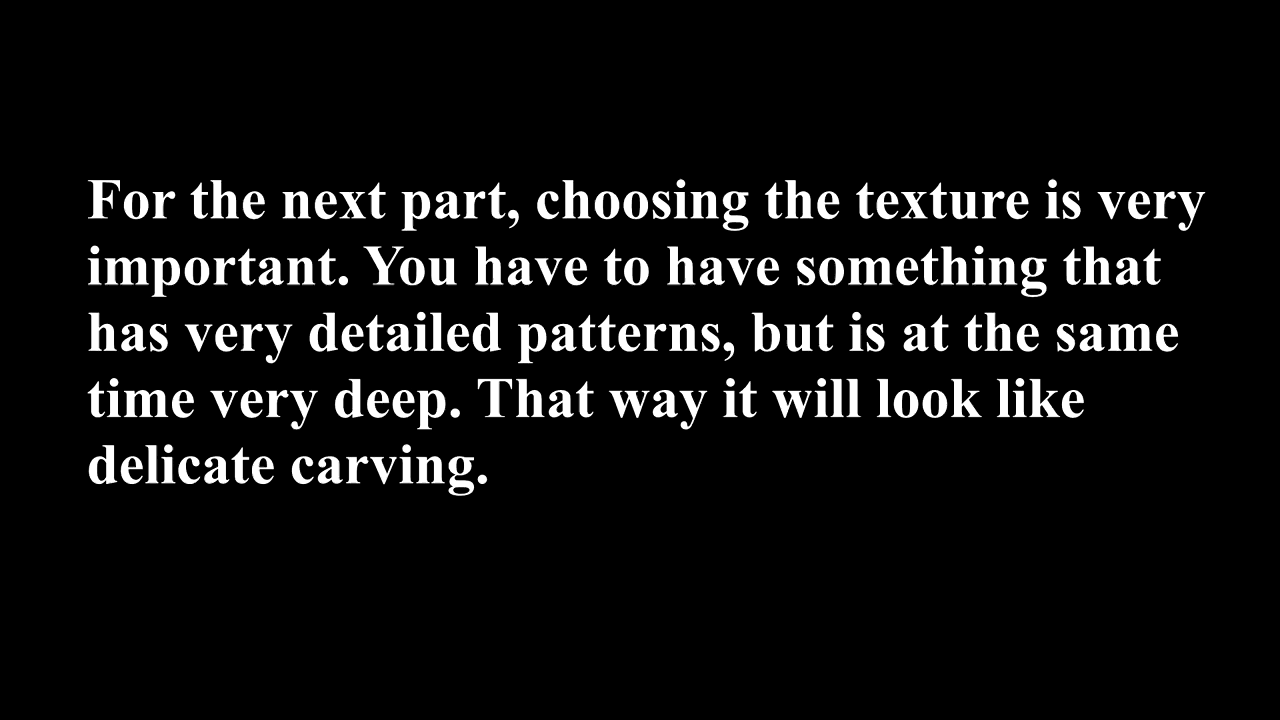 For the next part, choosing the texture is very
important. You have to have something that
has very detailed patterns, but is at the same
time very deep. That way it will look like
delicate carving.